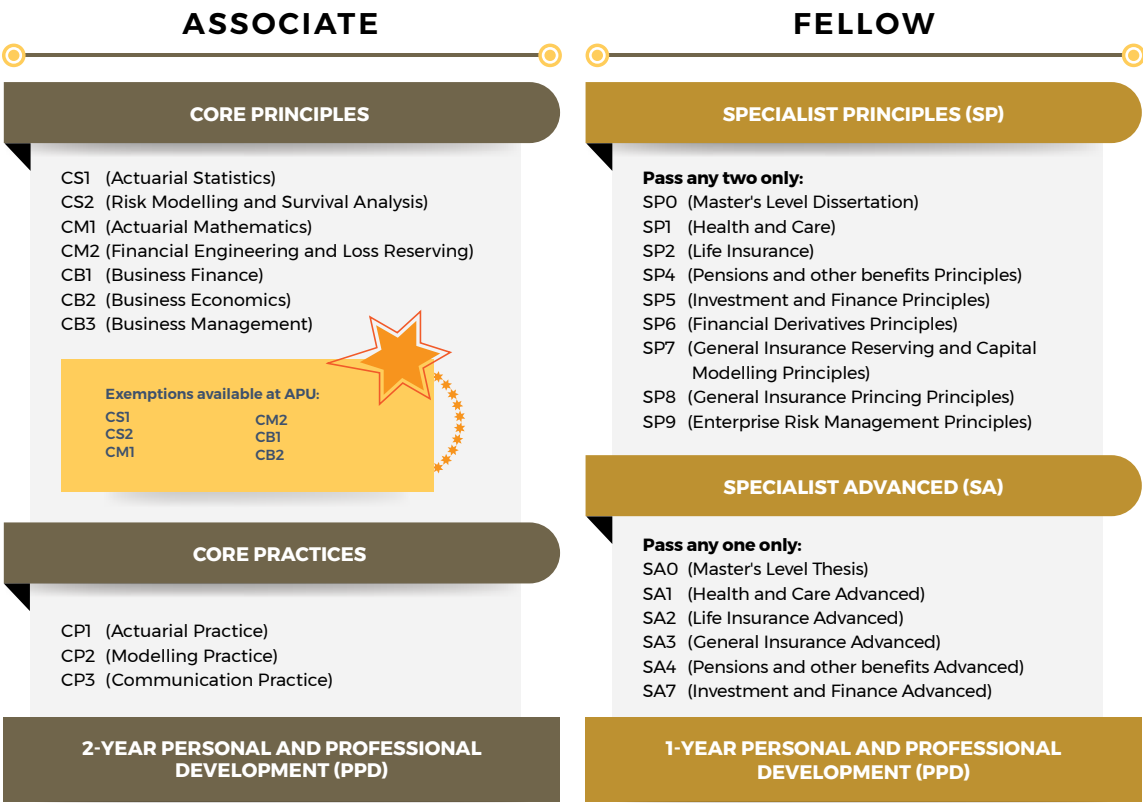 ASSOCIATE
CORE PRINCIPLES
CS1 (Actuarial Statistics)
CS2 (Risk Modelling and Survival Analysis)
CM1 (Actuarial Mathematics)
CM2 (Financial Engineering and Loss Reserving)
CB1 (Business Finance)
CB2 (Business Economics)
CB3 (Business Management)
Exemptions available at APU:
CS1
CS2
CM1
CM2
CB1
CB2
CORE PRACTICES
CP1 (Actuarial Practice)
CP2 (Modelling Practice)
CP3 (Communication Practice)
2-YEAR PERSONAL AND PROFESSIONAL
DEVELOPMENT (PPD)
FELLOW
SPECIALIST PRINCIPLES (SP)
Pass any two only:
SP0 (Master's Level Dissertation)
SP1 (Health and Care)
SP2 (Life Insurance)
SP4 (Pensions and other benefits Principles)
SP5 (Investment and Finance Principles)
SP6 (Financial Derivatives Principles)
SP7 (General Insurance Reserving and Capital
Modelling Principles)
SP8 (General Insurance Princing Principles)
SP9 (Enterprise Risk Management Principles)
SPECIALIST ADVANCED (SA)
Pass any one only:
SA0 (Master's Level Thesis)
SA1 (Health and Care Advanced)
SA2 (Life Insurance Advanced)
SA3 (General Insurance Advanced)
SA4 (Pensions and other benefits Advanced)
SA7 (Investment and Finance Advanced)
1-YEAR PERSONAL AND PROFESSIONAL
DEVELOPMENT (PPD)